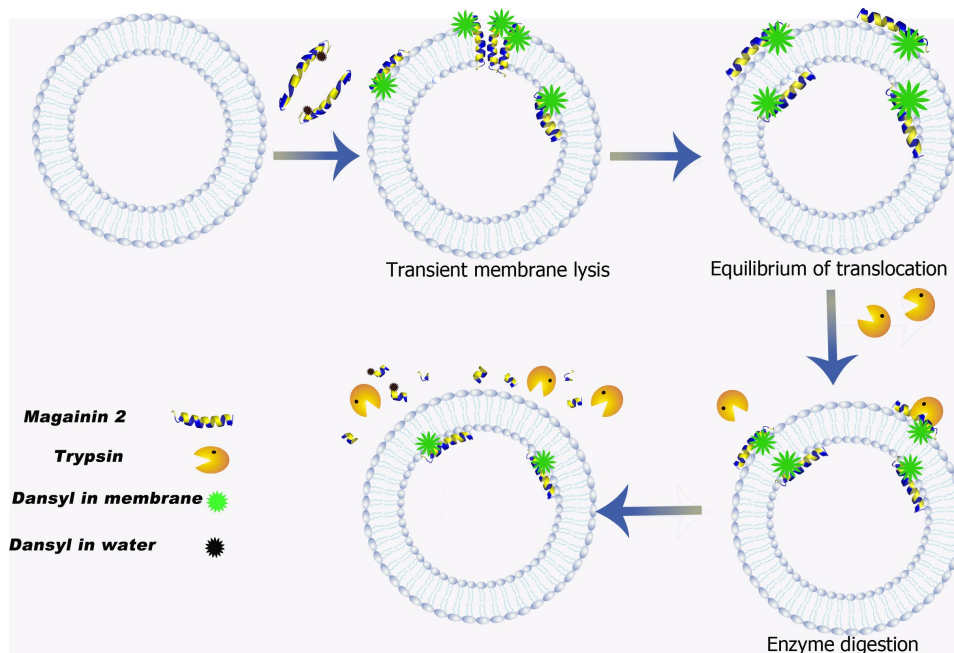 Transient membrane lysis
Equilibrium of translocation
Magainin 2
Trypsin
Dansyl in membrane
Dansyl in water
Enzyme digestion